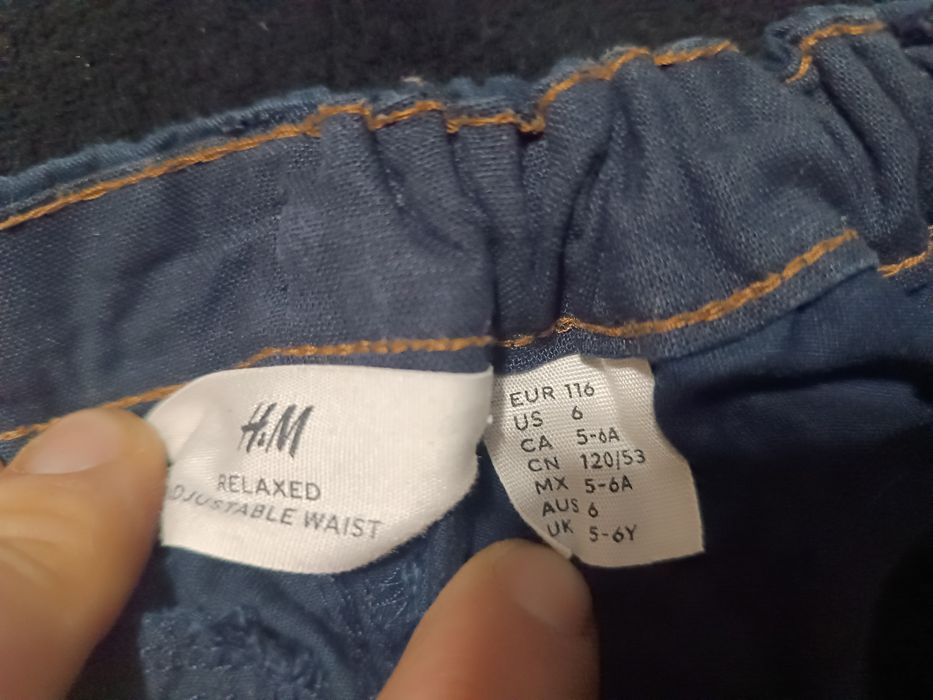 H&M
RELAXED
ADJUSTABLE WAIST
EUR 116
US 6
CA 5-6A
CN 120/53
MX 5-6A
AUS 6
UK 5-6Y